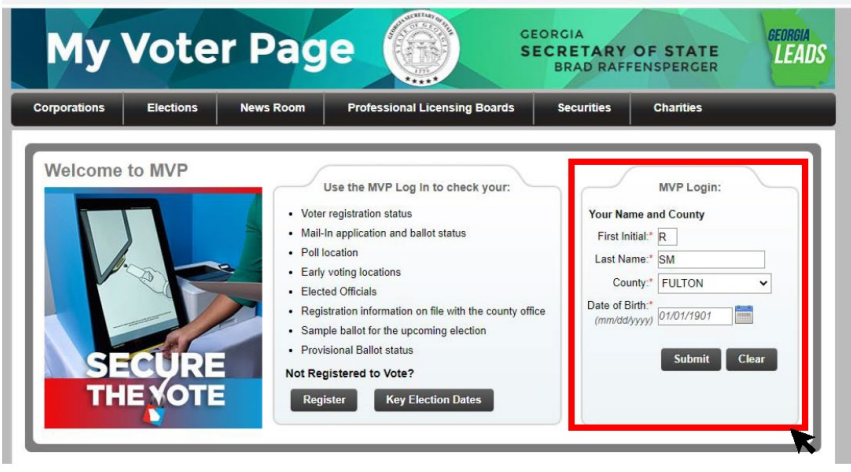 My Voter Page
1776
GEORGIA
SECRETARY OF STATE
BRAD RAFFENSPERGER
GEORGIA
LEADS
Corporations Elections News Room Professional Licensing Boards Securities Charities
Welcome to MVP
SECURE
THE VOTE
Use the MVP Log In to check your:
• Voter registration status
• Mail-In application and ballot status
• Poll location
• Early voting locations
• Elected Officials
• Registration information on file with the county office
• Sample ballot for the upcoming election
• Provisional Ballot status
Not Registered to Vote?
Register Key Election Dates
MVP Login:
Your Name and County
First Initial:* R
Last Name:* SM
County:* FULTON
Date of Birth:*
(mm/dd/yyyy) 01/01/1901
Submit Clear